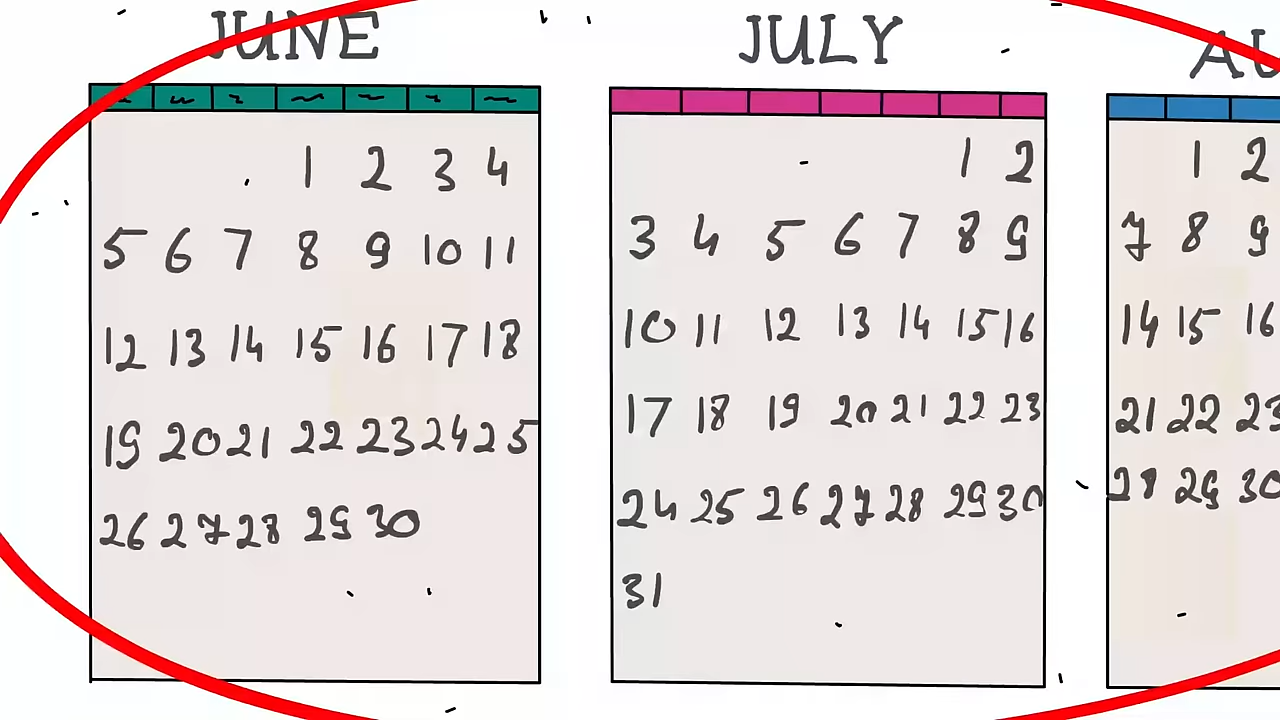 JUNE
1 2 3 4
5 6 7 8 9 10 11
12 13 14 15 16 17 18
19 20 21 22 23 24 25
26 27 28 29 30
JULY
1 2
3 4 5 6 7 8 9
10 11 12 13 14 15 16
17 18 19 20 21 22 23
24 25 26 27 28 29 30
31
AU
1 2
7 8 9
14 15 16
21 22 23
28 29 30